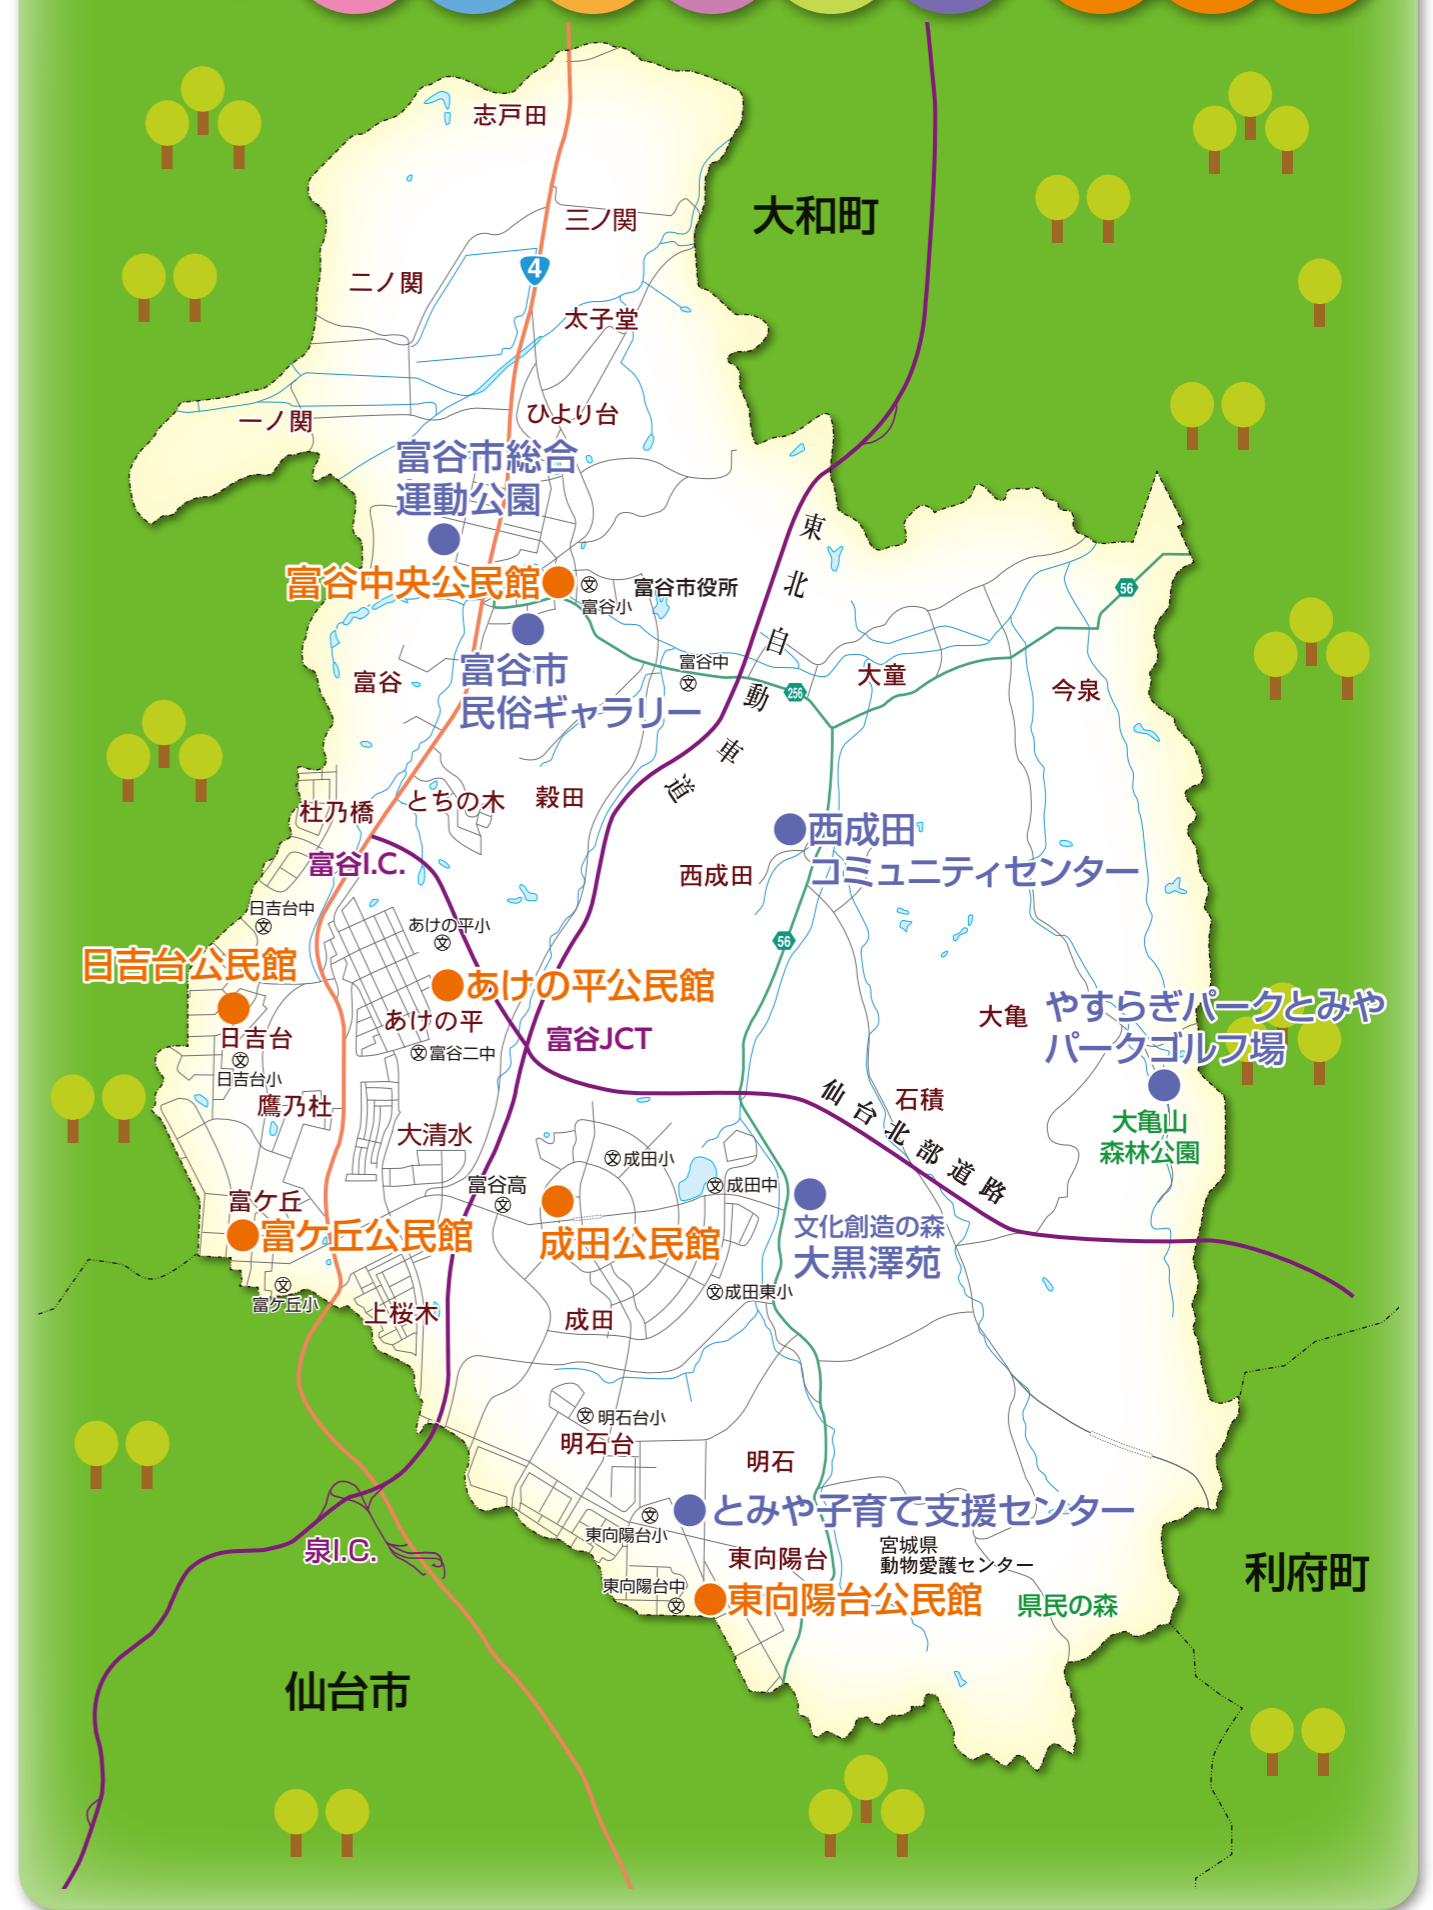 志戸田
三ノ関
大和町
二ノ関
4
太子堂
一ノ関
ひより台
富谷市総合
運動公園
東北自動車道
富谷中央公民館
文
富谷小
富谷市役所
56
富谷市
民俗ギャラリー
富谷中
文
富谷
256
大童
今泉
杜乃橋
とちの木
穀田
富谷I.C.
西成田
西成田
コミュニティセンター
日吉台中
文
あけの平小
文
56
日吉台公民館
あけの平公民館
あけの平
文富谷二中
富谷JCT
大亀
やすらぎパークとみや
パークゴルフ場
日吉台
文
日吉台小
鷹乃杜
大清水
仙台北部道路
石積
大亀山
森林公園
文成田小
文成田中
富谷高
文
富ケ丘
富ケ丘公民館
成田公民館
文化創造の森
大黒澤苑
文
富ケ丘小
上桜木
成田
文成田東小
文明石台小
明石台
明石
とみや子育て支援センター
文
東向陽台小
泉I.C.
東向陽台
宮城県
動物愛護センター
東向陽台中
文
東向陽台公民館
県民の森
利府町
仙台市